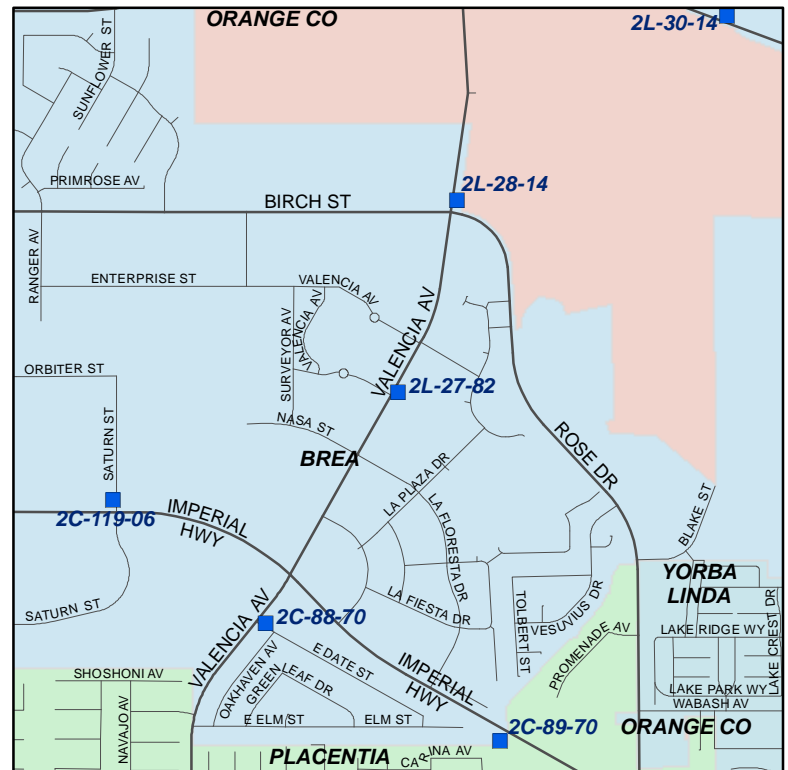 ORANGE CO
2L-30-14
SUNFLOWER ST
PRIMROSE AV
2L-28-14
BIRCH ST
RANGER AV
ENTERPRISE ST
VALENCIA AV
VALENCIA AV
SURVEYOR AV
VALENCIA AV
ORBITER ST
2L-27-82
SATURN ST
NASA ST
BREA
ROSE DR
LA PLAZA DR
LA FLORESTA DR
BLAKE ST
2C-119-06
IMPERIAL
HWY
YORBA
LINDA
SATURN ST
VALENCIA AV
2C-88-70
LA FIESTA DR
TOLBERT ST
VESUVIUS DR
PROMENADE AV
LAKE RIDGE WY
LAKE CREST DR
SHOSHONI AV
NAVAJO AV
OAKHAVEN AV
GREEN
LEAF DR
E DATE ST
IMPERIAL
HWY
LAKE PARK WY
WABASH AV
E ELM ST
ELM ST
2C-89-70
ORANGE CO
PLACENTIA
CARINA AV